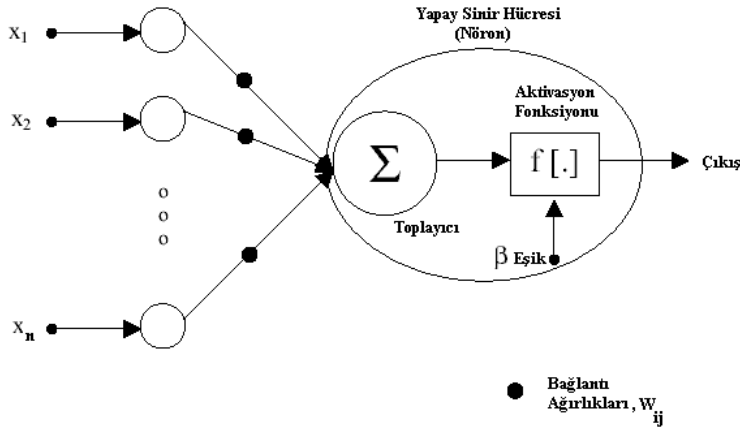 Yapay Sinir Hücresi
(Nöron)
x1
x2
o
o
o
xn
Σ
Toplayıcı
Aktivasyon
Fonksiyonu
f [.]
Çıkış
β Eşik
Bağlantı
Ağırlıkları, Wij